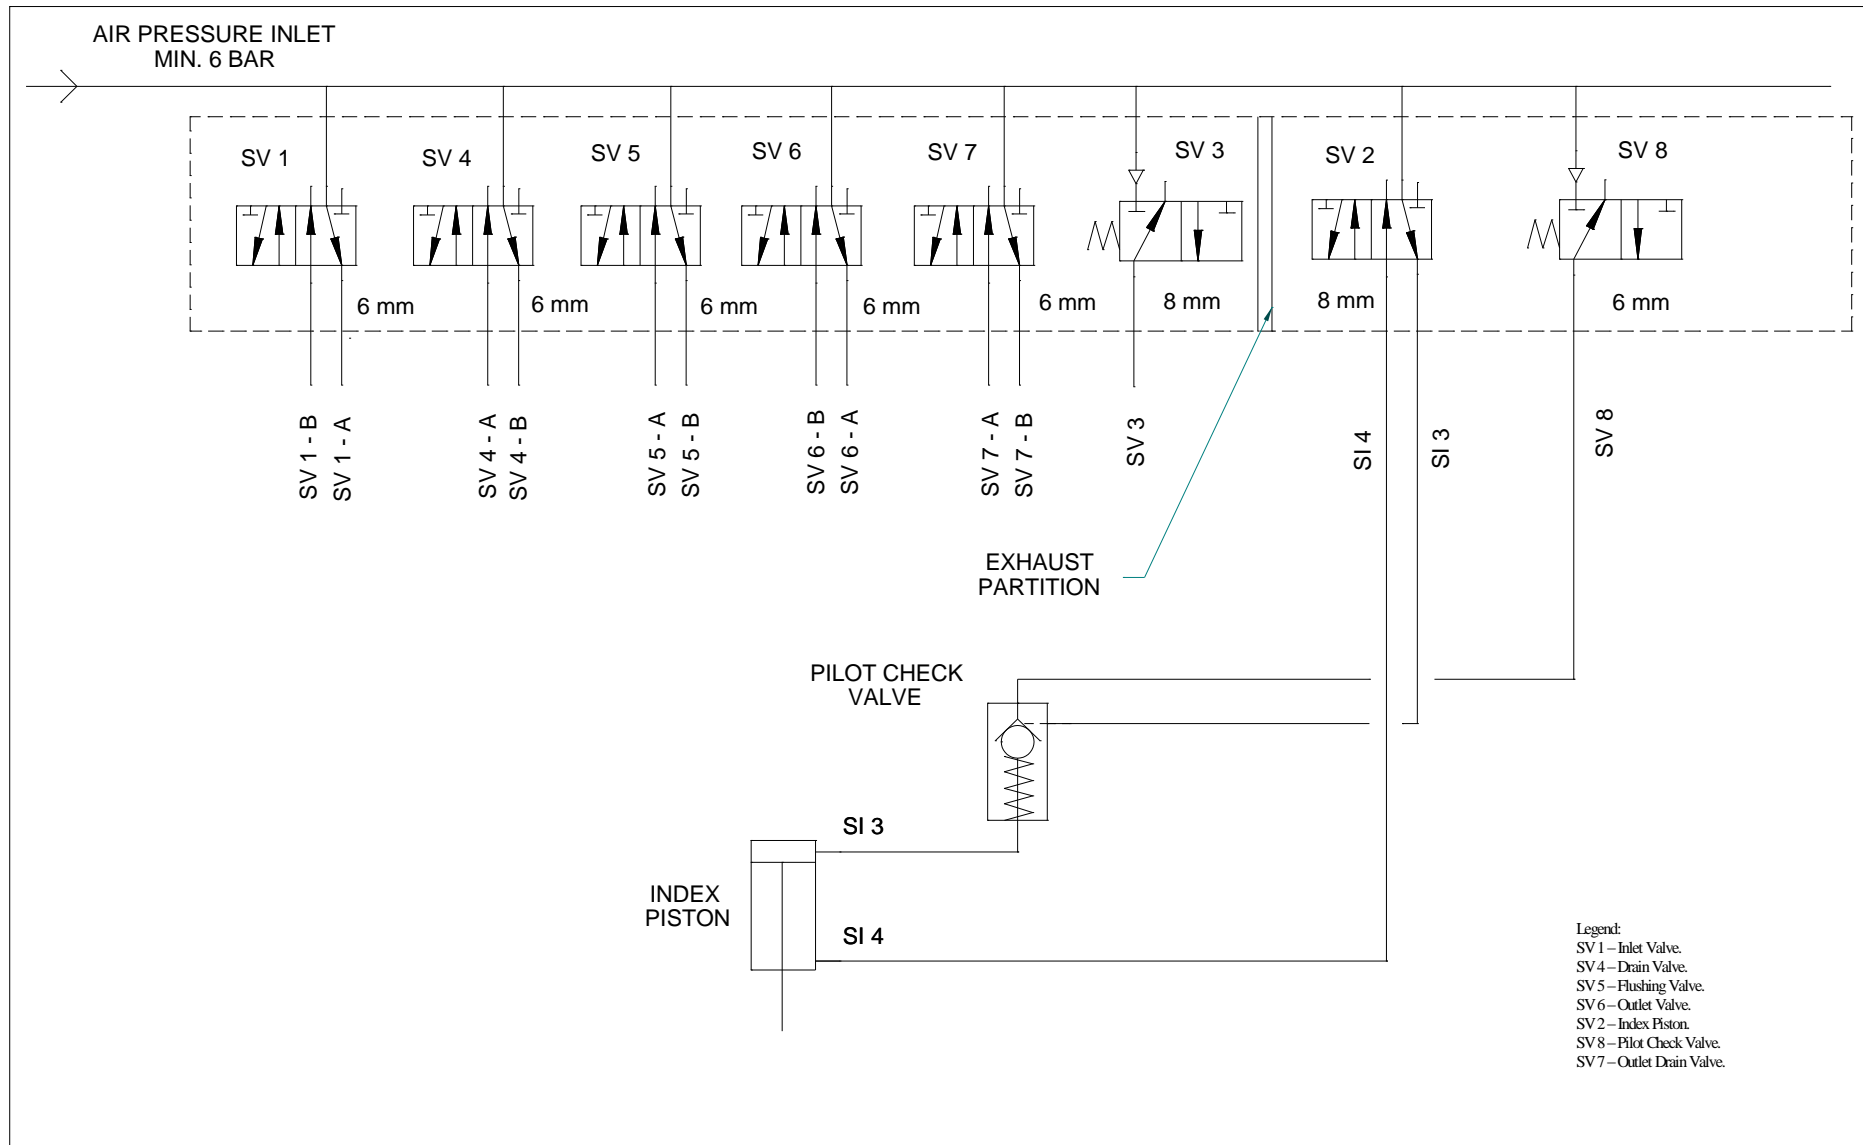 AIR PRESSURE INLET
MIN. 6 BAR
SV 1
SV 4
SV 5
SV 6
SV 7
SV 3
SV 2
SV 8
6 mm
6 mm
6 mm
6 mm
6 mm
8 mm
8 mm
6 mm
SV 1 - B
SV 1 - A
SV 4 - A
SV 4 - B
SV 5 - A
SV 5 - B
SV 6 - B
SV 6 - A
SV 7 - A
SV 7 - B
SV 3
SI 4
SI 3
SV 8
EXHAUST
PARTITION
PILOT CHECK
VALVE
SI 3
INDEX
PISTON
SI 4
Legend:
SV 1 – Inlet Valve.
SV 4 – Drain Valve.
SV 5 – Flushing Valve.
SV 6 – Outlet Valve.
SV 2 – Index Piston.
SV 8 – Pilot Check Valve.
SV 7 – Outlet Drain Valve.